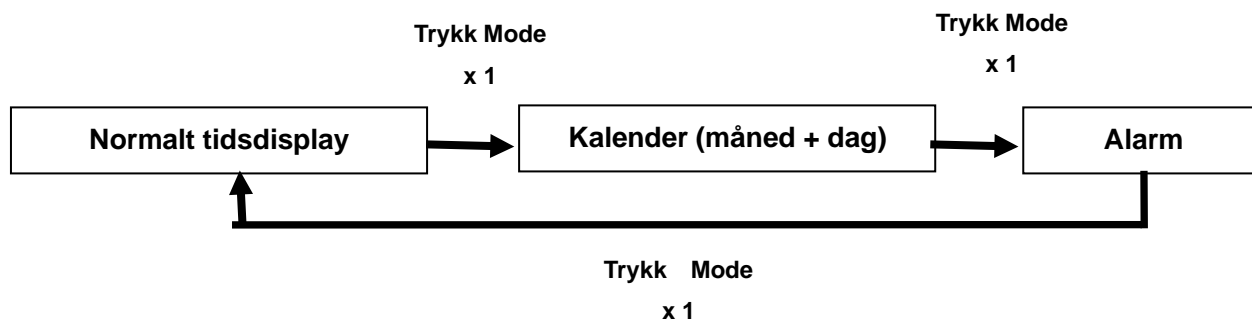 Trykk Mode
x 1
Trykk Mode
x 1
Normalt tidsdisplay
Kalender (måned + dag)
Alarm
Trykk Mode
x 1